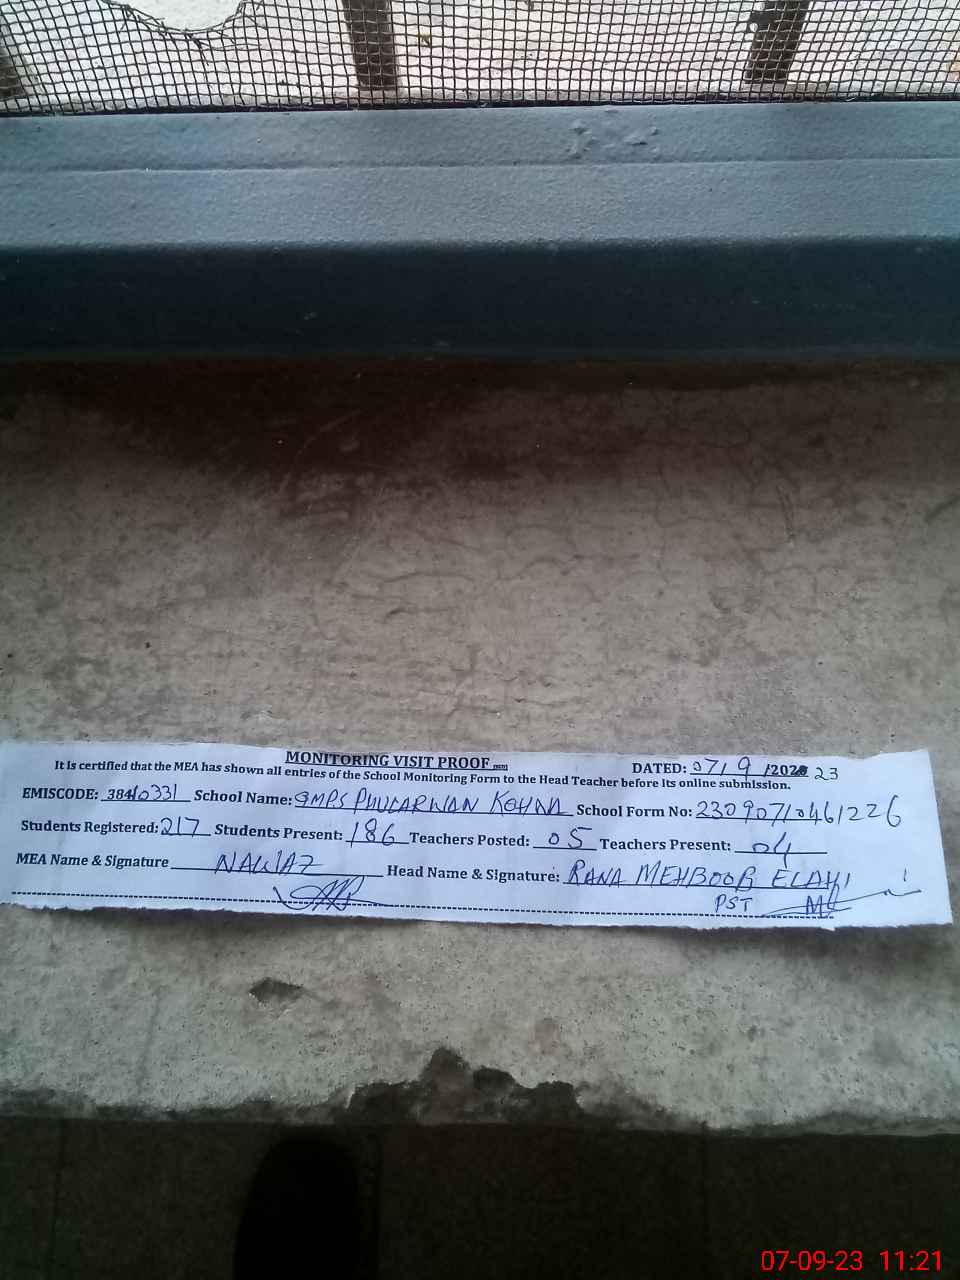 MONITORING VISIT PROOF
DATED: 07/9/2023
It is certified that the MEA has shown all entries of the School Monitoring Form to the Head Teacher before its online submission.
EMISCODE: 38410331 School Name: GMPS PHULARWAN KOHNA School Form No: 23090710461226
Students Registered: 217 Students Present: 186 Teachers Posted: 05 Teachers Present: 04
MEA Name & Signature NAWAZ Head Name & Signature: RANA MEHBOOB ELAHI
PST
07-09-23 11:21